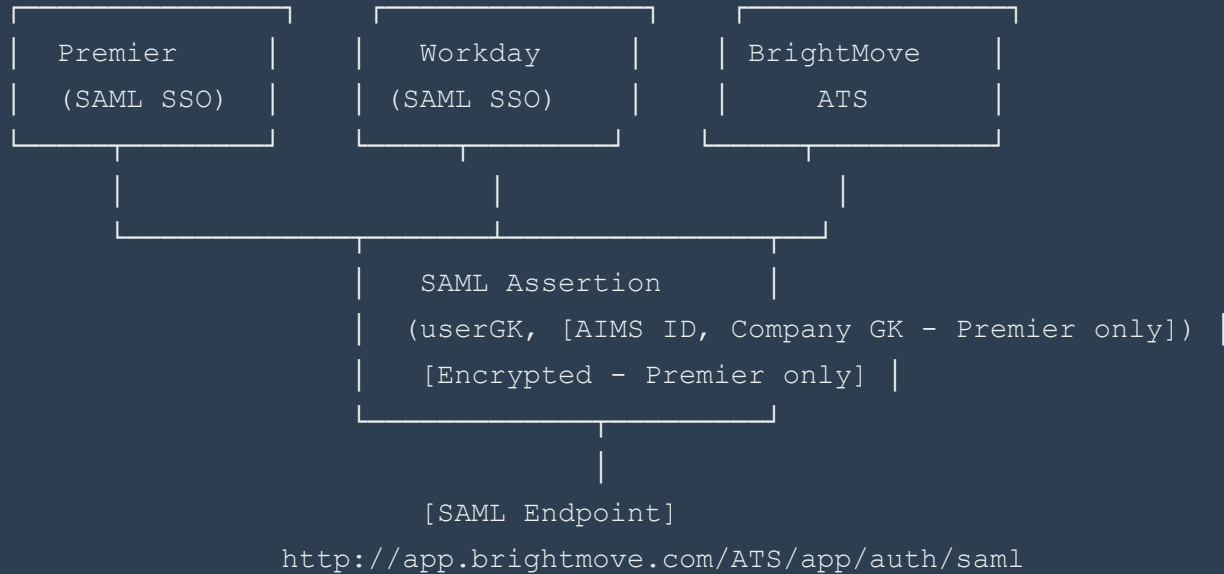 Premier Workday BrightMove
(SAML SSO) (SAML SSO) ATS
SAML Assertion
(userGK, [AIMS ID, Company GK - Premier only])
[Encrypted - Premier only]
[SAML Endpoint]
http://app.brightmove.com/ATS/app/auth/saml